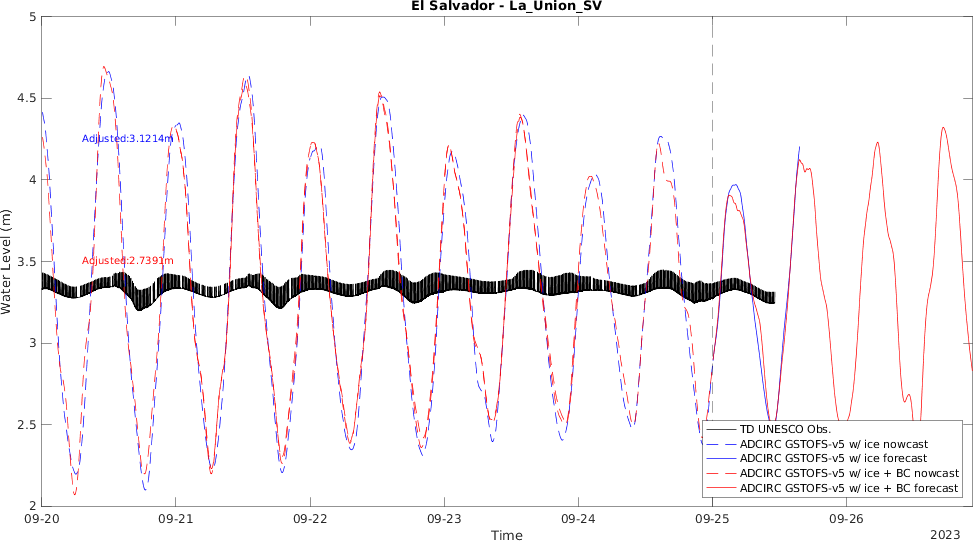 El Salvador - La_Union_SV
5
4.5
4
3.5
3
2.5
2
Water Level (m)
Adjusted:3.1214m
Adjusted:2.7391m
TD UNESCO Obs.
ADCIRC GSTOFS-v5 w/ ice nowcast
ADCIRC GSTOFS-v5 w/ ice forecast
ADCIRC GSTOFS-v5 w/ ice + BC nowcast
ADCIRC GSTOFS-v5 w/ ice + BC forecast
09-20 09-21 09-22 09-23 09-24 09-25 09-26
Time
2023